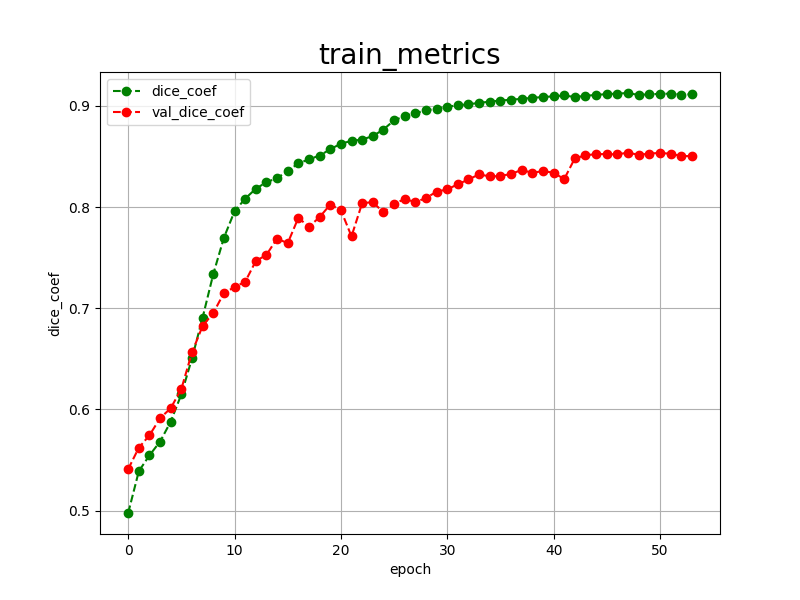 train_metrics
dice_coef
val_dice_coef
0.9
0.8
0.7
0.6
0.5
dice_coef
0 10 20 30 40 50
epoch